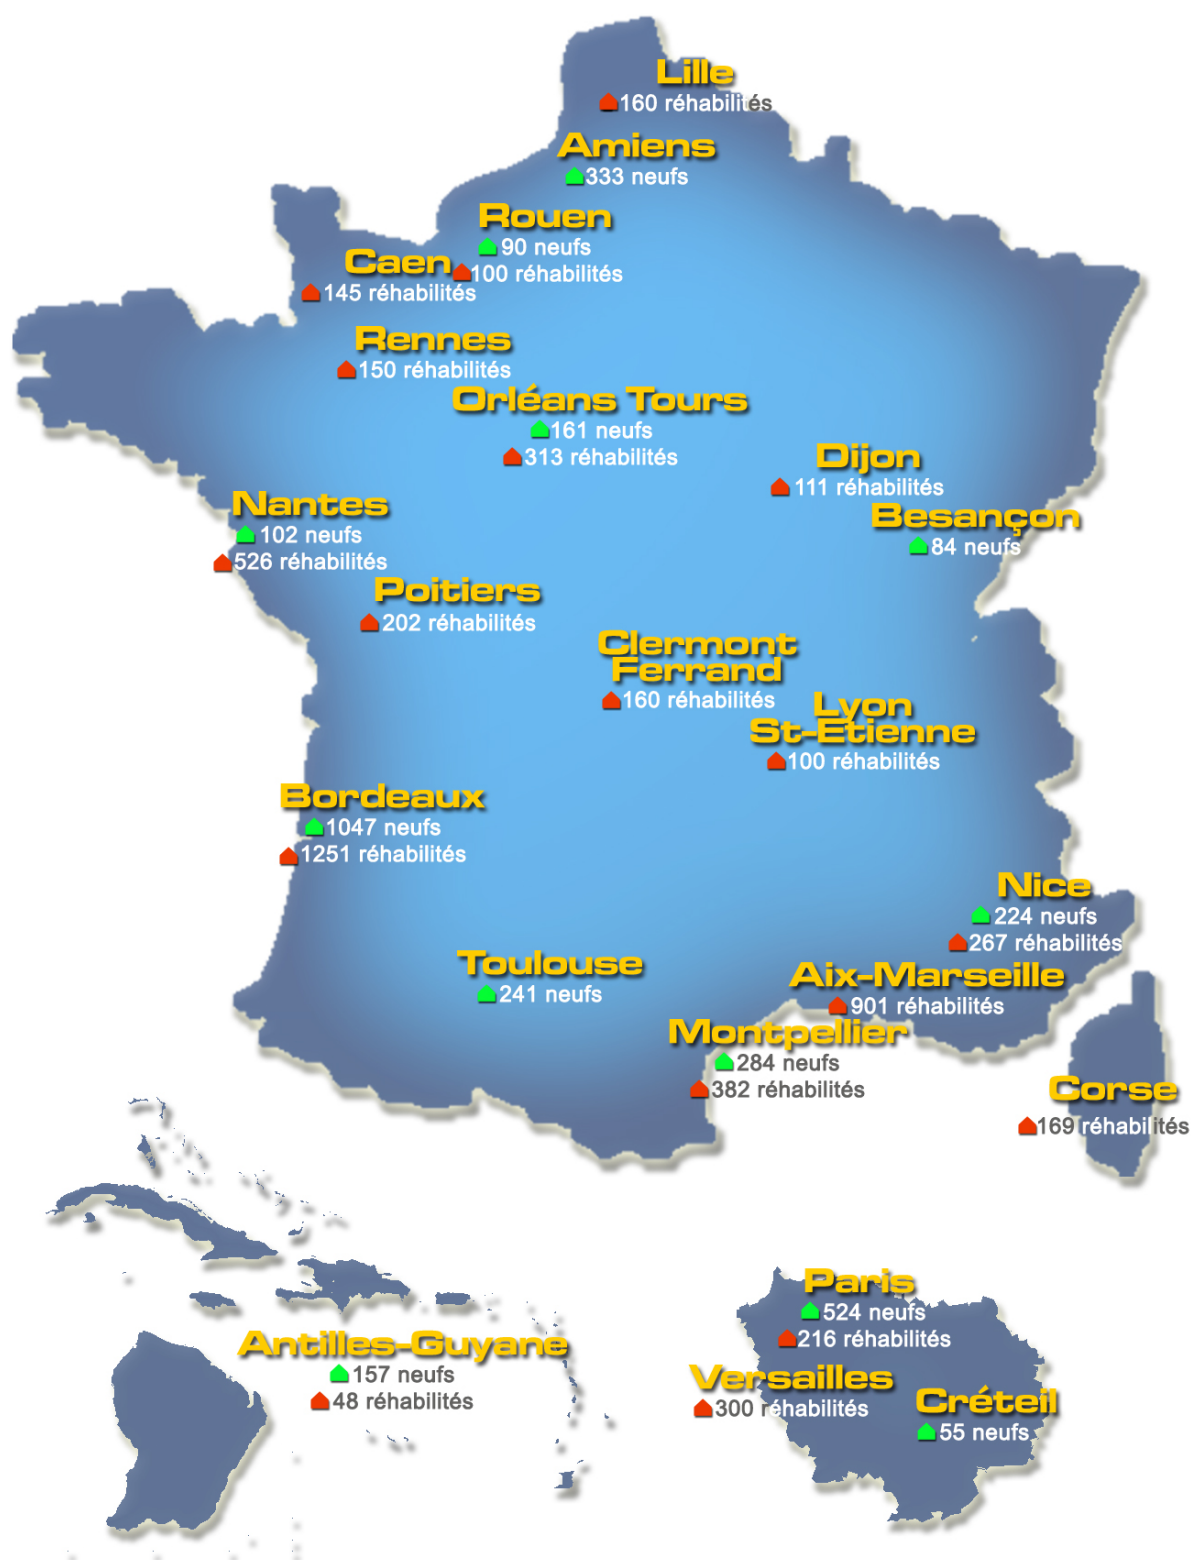 Lille
160 réhabilités
Amiens
333 neufs
Rouen
90 neufs
100 réhabilités
Caen
145 réhabilités
Rennes
150 réhabilités
Orléans Tours
161 neufs
313 réhabilités
Dijon
111 réhabilités
Besançon
84 neufs
Nantes
102 neufs
526 réhabilités
Poitiers
202 réhabilités
Clermont
Ferrand
160 réhabilités
Lyon
St-Etienne
100 réhabilités
Bordeaux
1047 neufs
1251 réhabilités
Nice
224 neufs
267 réhabilités
Toulouse
241 neufs
Aix-Marseille
901 réhabilités
Montpellier
284 neufs
382 réhabilités
Corse
169 réhabilités
Antilles-Guyane
157 neufs
48 réhabilités
Paris
524 neufs
216 réhabilités
Versailles
300 réhabilités
Créteil
55 neufs